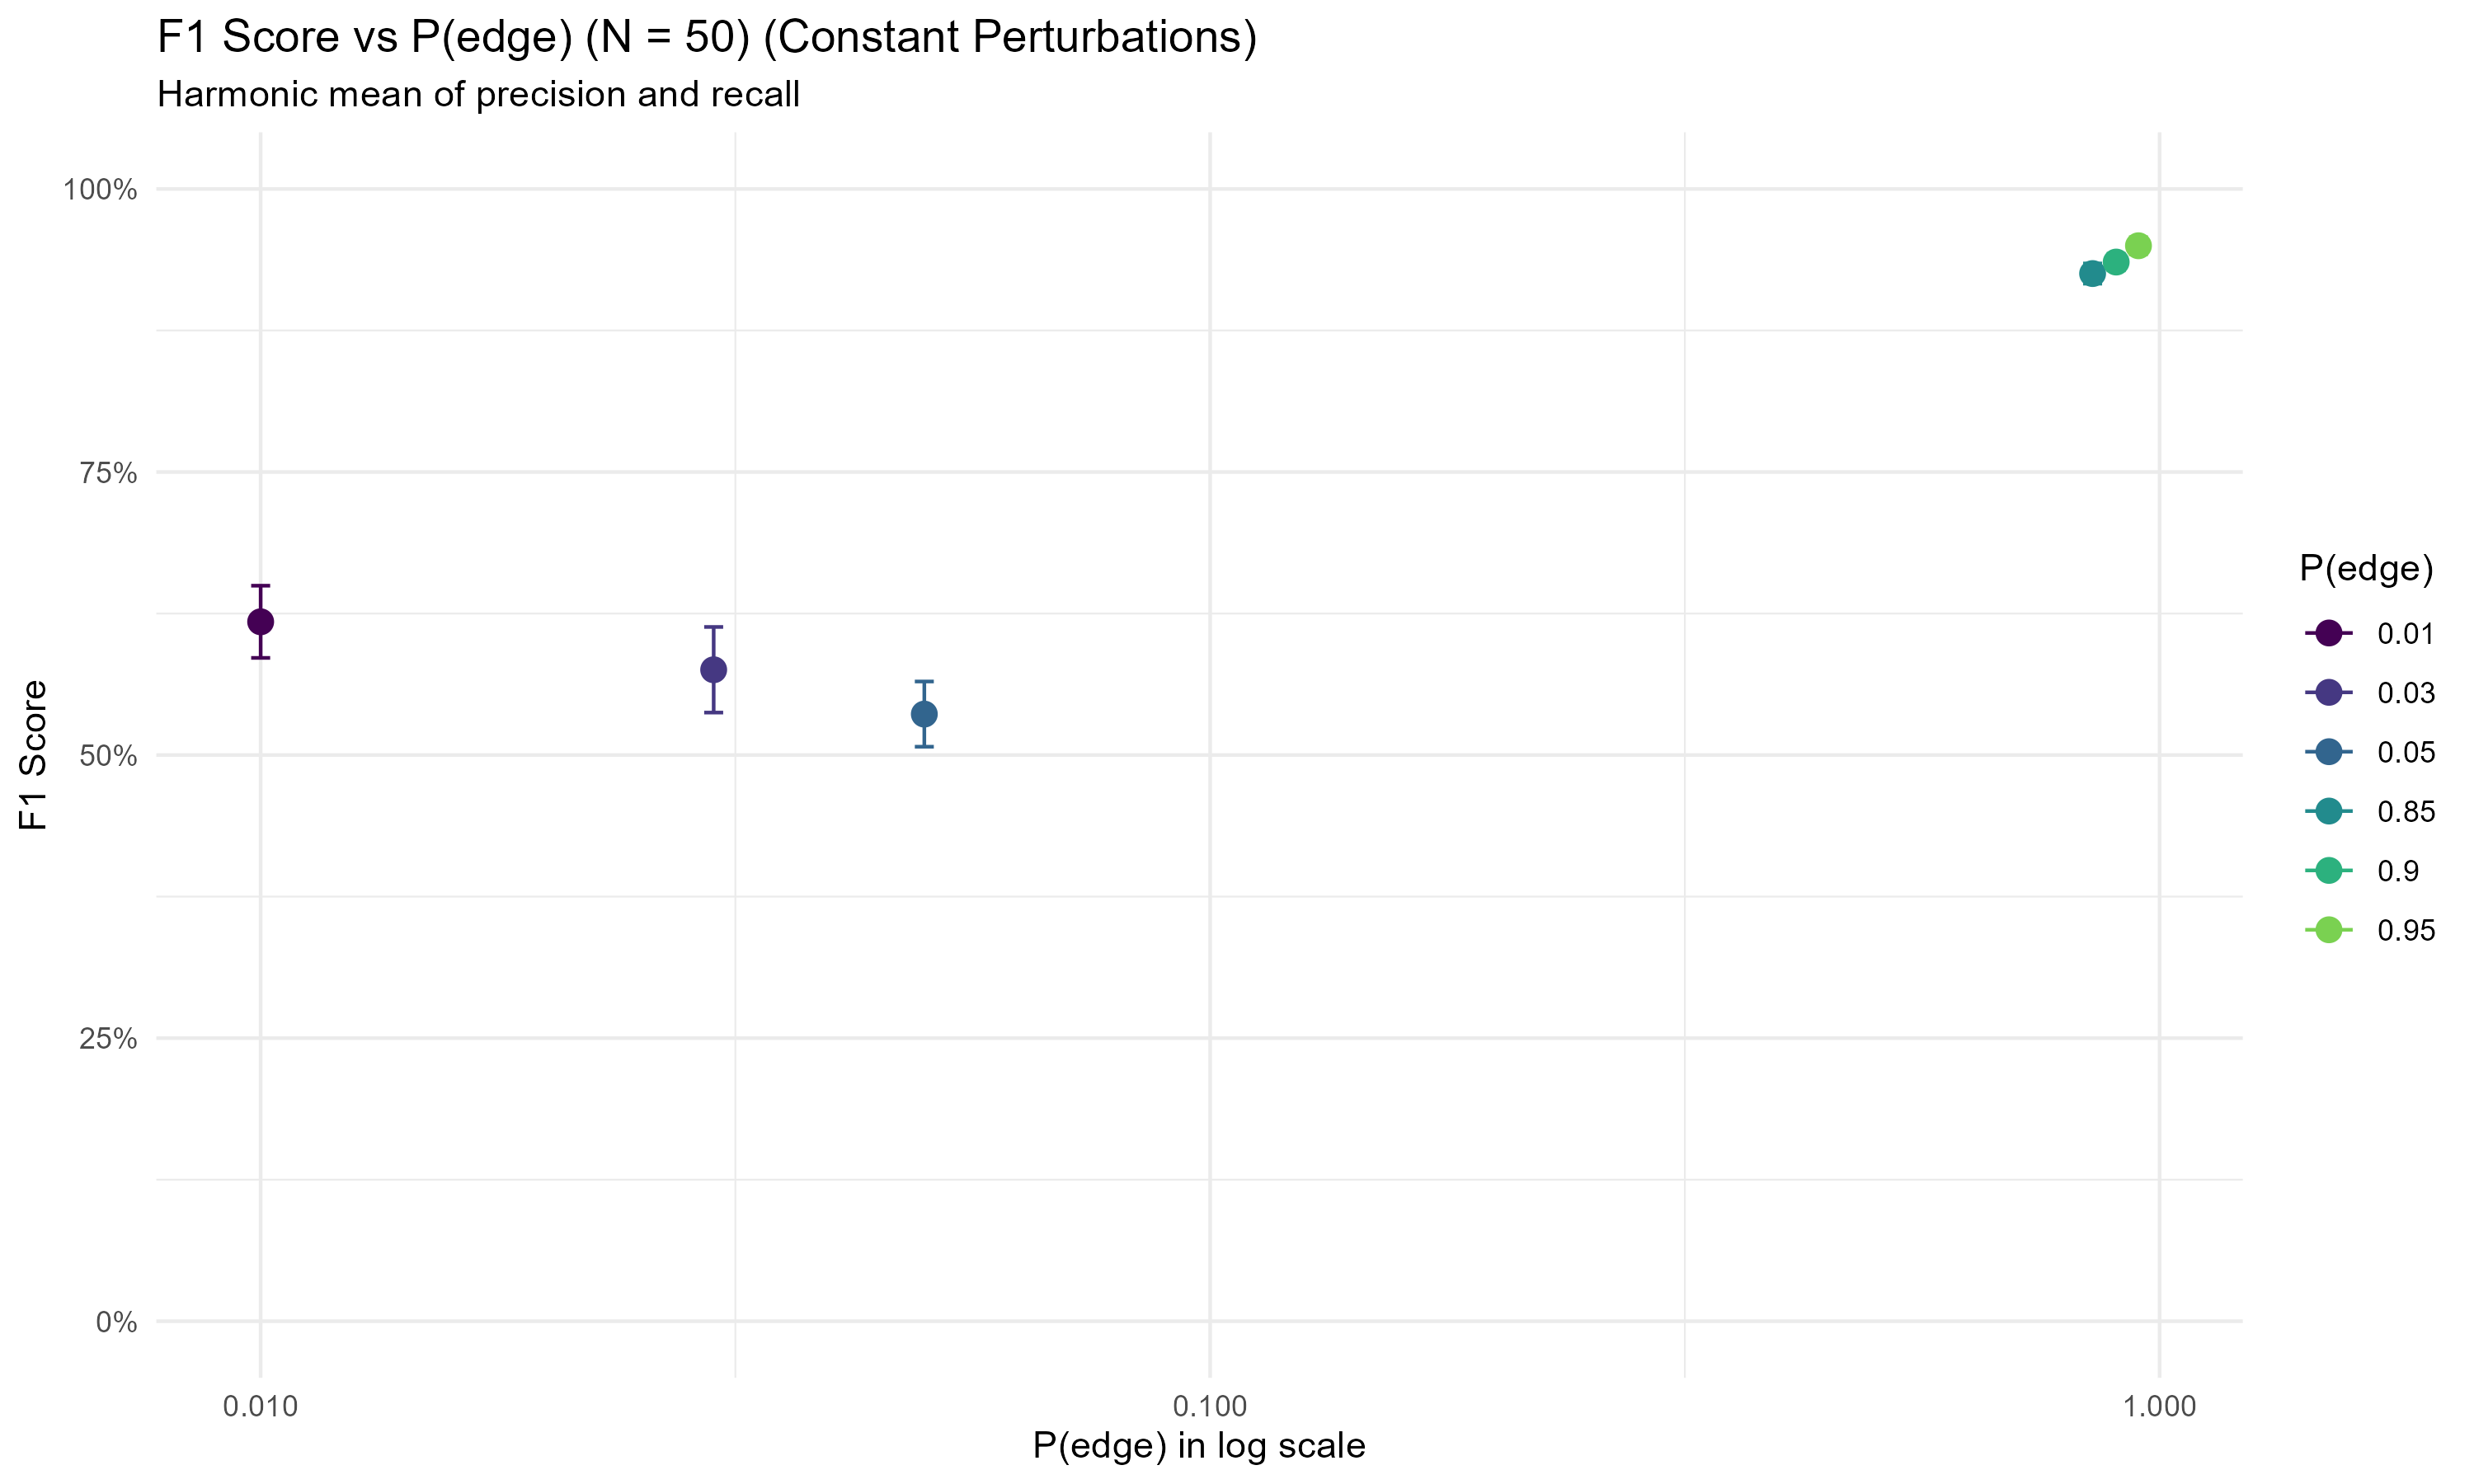 F1 Score vs P(edge) (N = 50) (Constant Perturbations)
Harmonic mean of precision and recall
100%
75%
50%
25%
0%
F1 Score
0.010
0.100
1.000
P(edge) in log scale
P(edge)
0.01
0.03
0.05
0.85
0.9
0.95